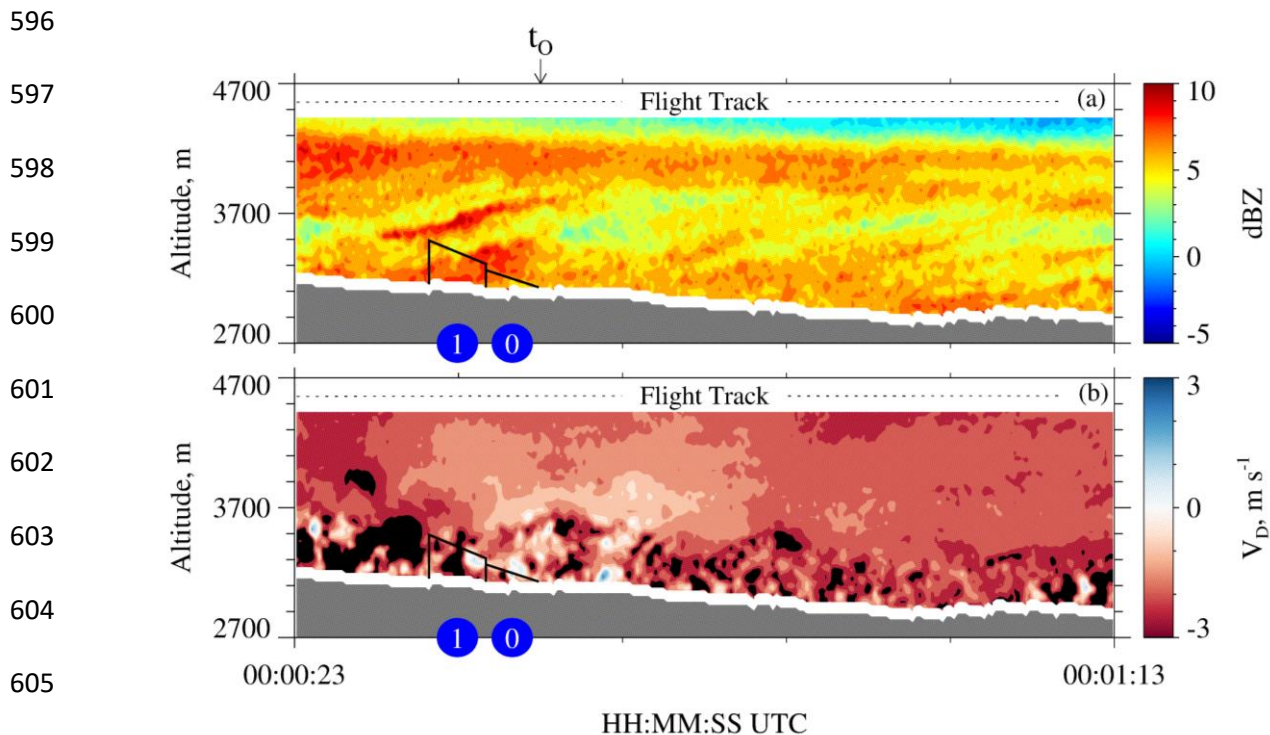 596
t₀
597
4700
Flight Track
(a)
10
598
5
3700
599
Altitude, m
0
dBZ
600
2700
-5
1 0
601
4700
Flight Track
(b)
3
602
3700
0
603
Altitude, m
V_D, m s⁻¹
604
2700
-3
1 0
605
00:00:23
00:01:13
HH:MM:SS UTC